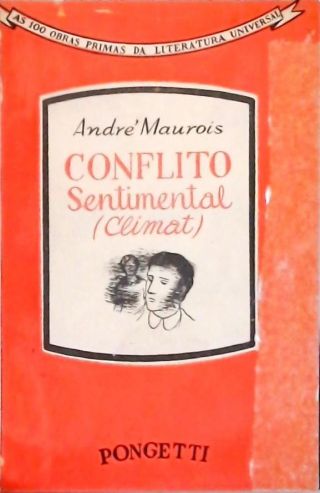 AS 100 OBRAS PRIMAS DA LITERATURA UNIVERSAL
André Maurois
CONFLITO
Sentimental
(Climat)
PONGETTI